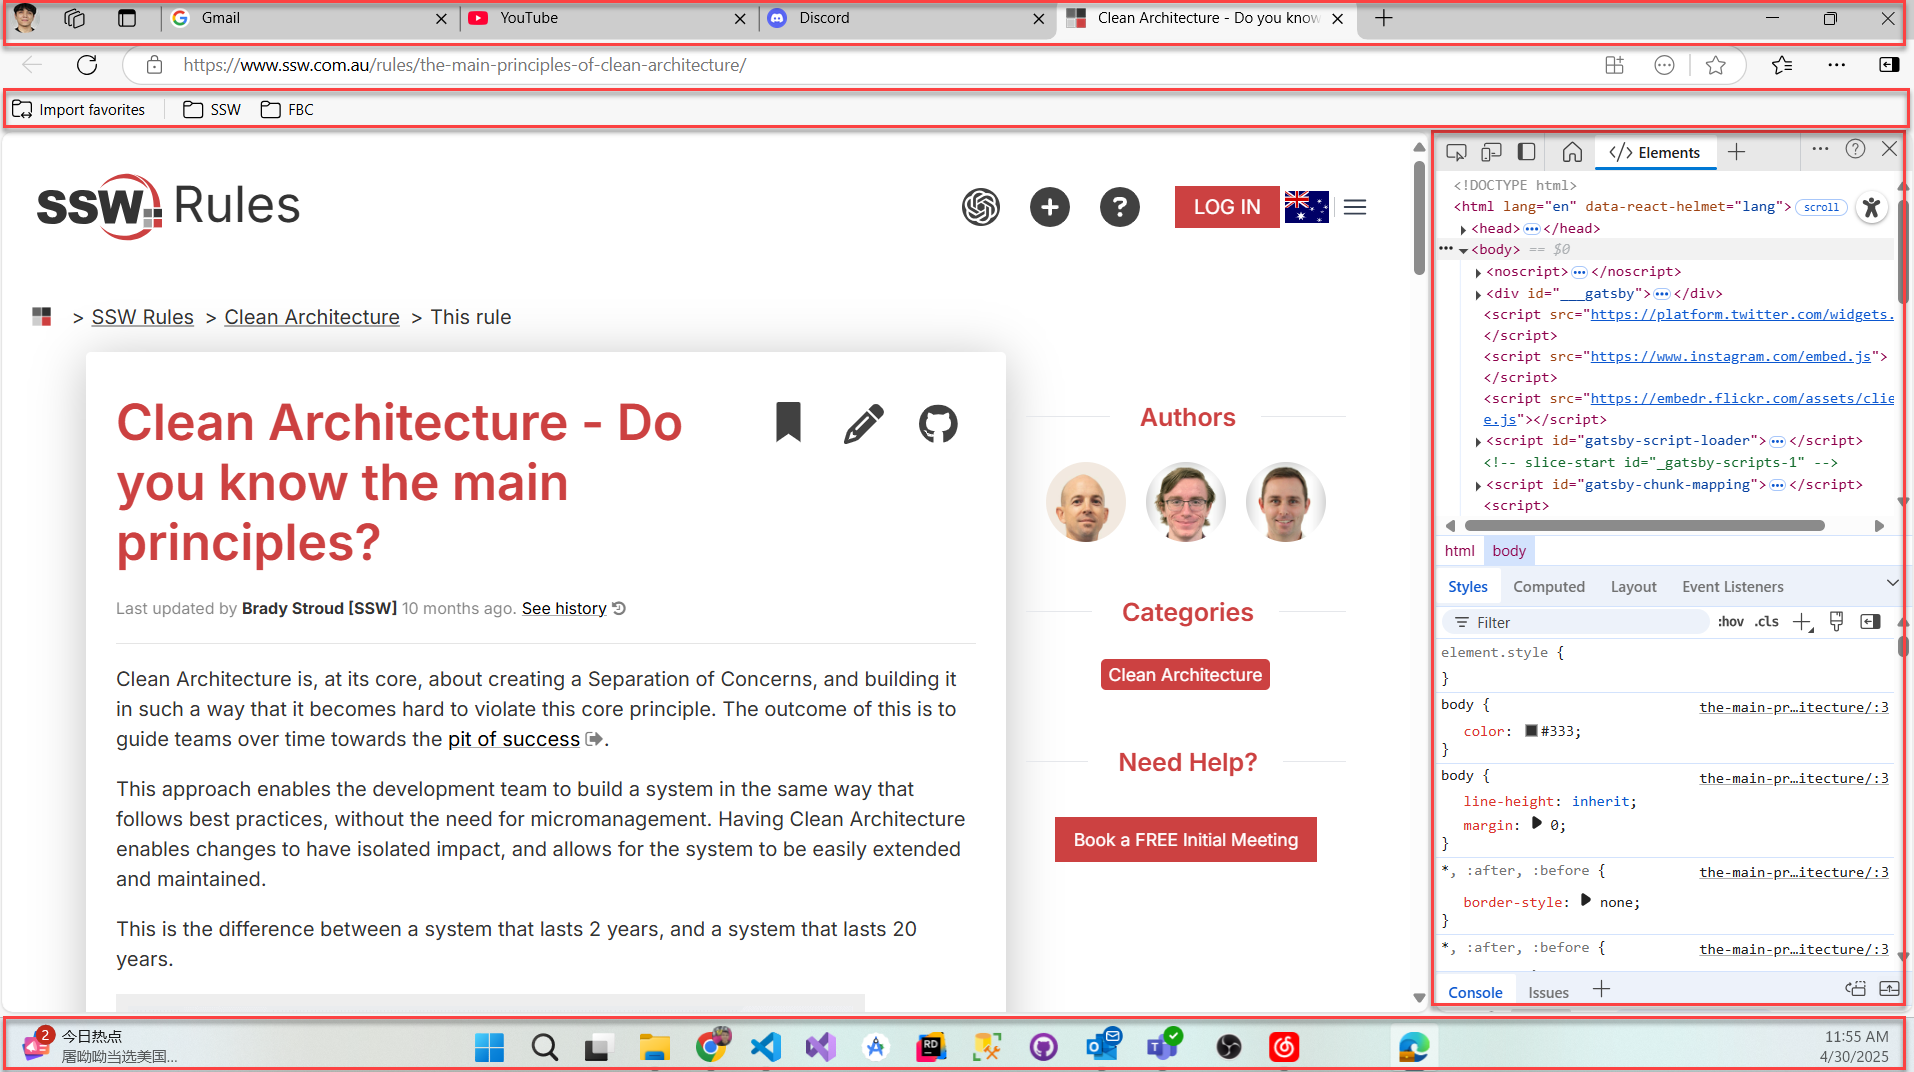 Gmail
YouTube
Discord
Clean Architecture - Do you know
https://www.ssw.com.au/rules/the-main-principles-of-clean-architecture/
Import favorites
SSW
FBC
SSW Rules
LOG IN
> SSW Rules > Clean Architecture > This rule
Clean Architecture - Do
you know the main
principles?
Last updated by Brady Stroud [SSW] 10 months ago. See history
Clean Architecture is, at its core, about creating a Separation of Concerns, and building it
in such a way that it becomes hard to violate this core principle. The outcome of this is to
guide teams over time towards the pit of success.
This approach enables the development team to build a system in the same way that
follows best practices, without the need for micromanagement. Having Clean Architecture
enables changes to have isolated impact, and allows for the system to be easily extended
and maintained.
This is the difference between a system that lasts 2 years, and a system that lasts 20
years.
Authors
Categories
Clean Architecture
Need Help?
Book a FREE Initial Meeting
</> Elements
<!DOCTYPE html>
<html lang="en" data-react-helmet="lang"> scroll
<head>…</head>
… <body> == $0
<noscript>…</noscript>
<div id="___gatsby">…</div>
<script src="https://platform.twitter.com/widgets.
</script>
<script src="https://www.instagram.com/embed.js">
</script>
<script src="https://embedr.flickr.com/assets/clie
e.js"></script>
<script id="gatsby-script-loader">…</script>
<!-- slice-start id="_gatsby-scripts-1" -->
<script id="gatsby-chunk-mapping">…</script>
<script>
html body
Styles Computed Layout Event Listeners
Filter :hov .cls
element.style {
}
body { the-main-pr…itecture/:3
color: #333;
}
body { the-main-pr…itecture/:3
line-height: inherit;
margin: 0;
}
*, :after, :before { the-main-pr…itecture/:3
border-style: none;
}
*, :after, :before { the-main-pr…itecture/:3
Console Issues
2
今日热点
屠呦呦当选美国...
RD
11:55 AM
4/30/2025